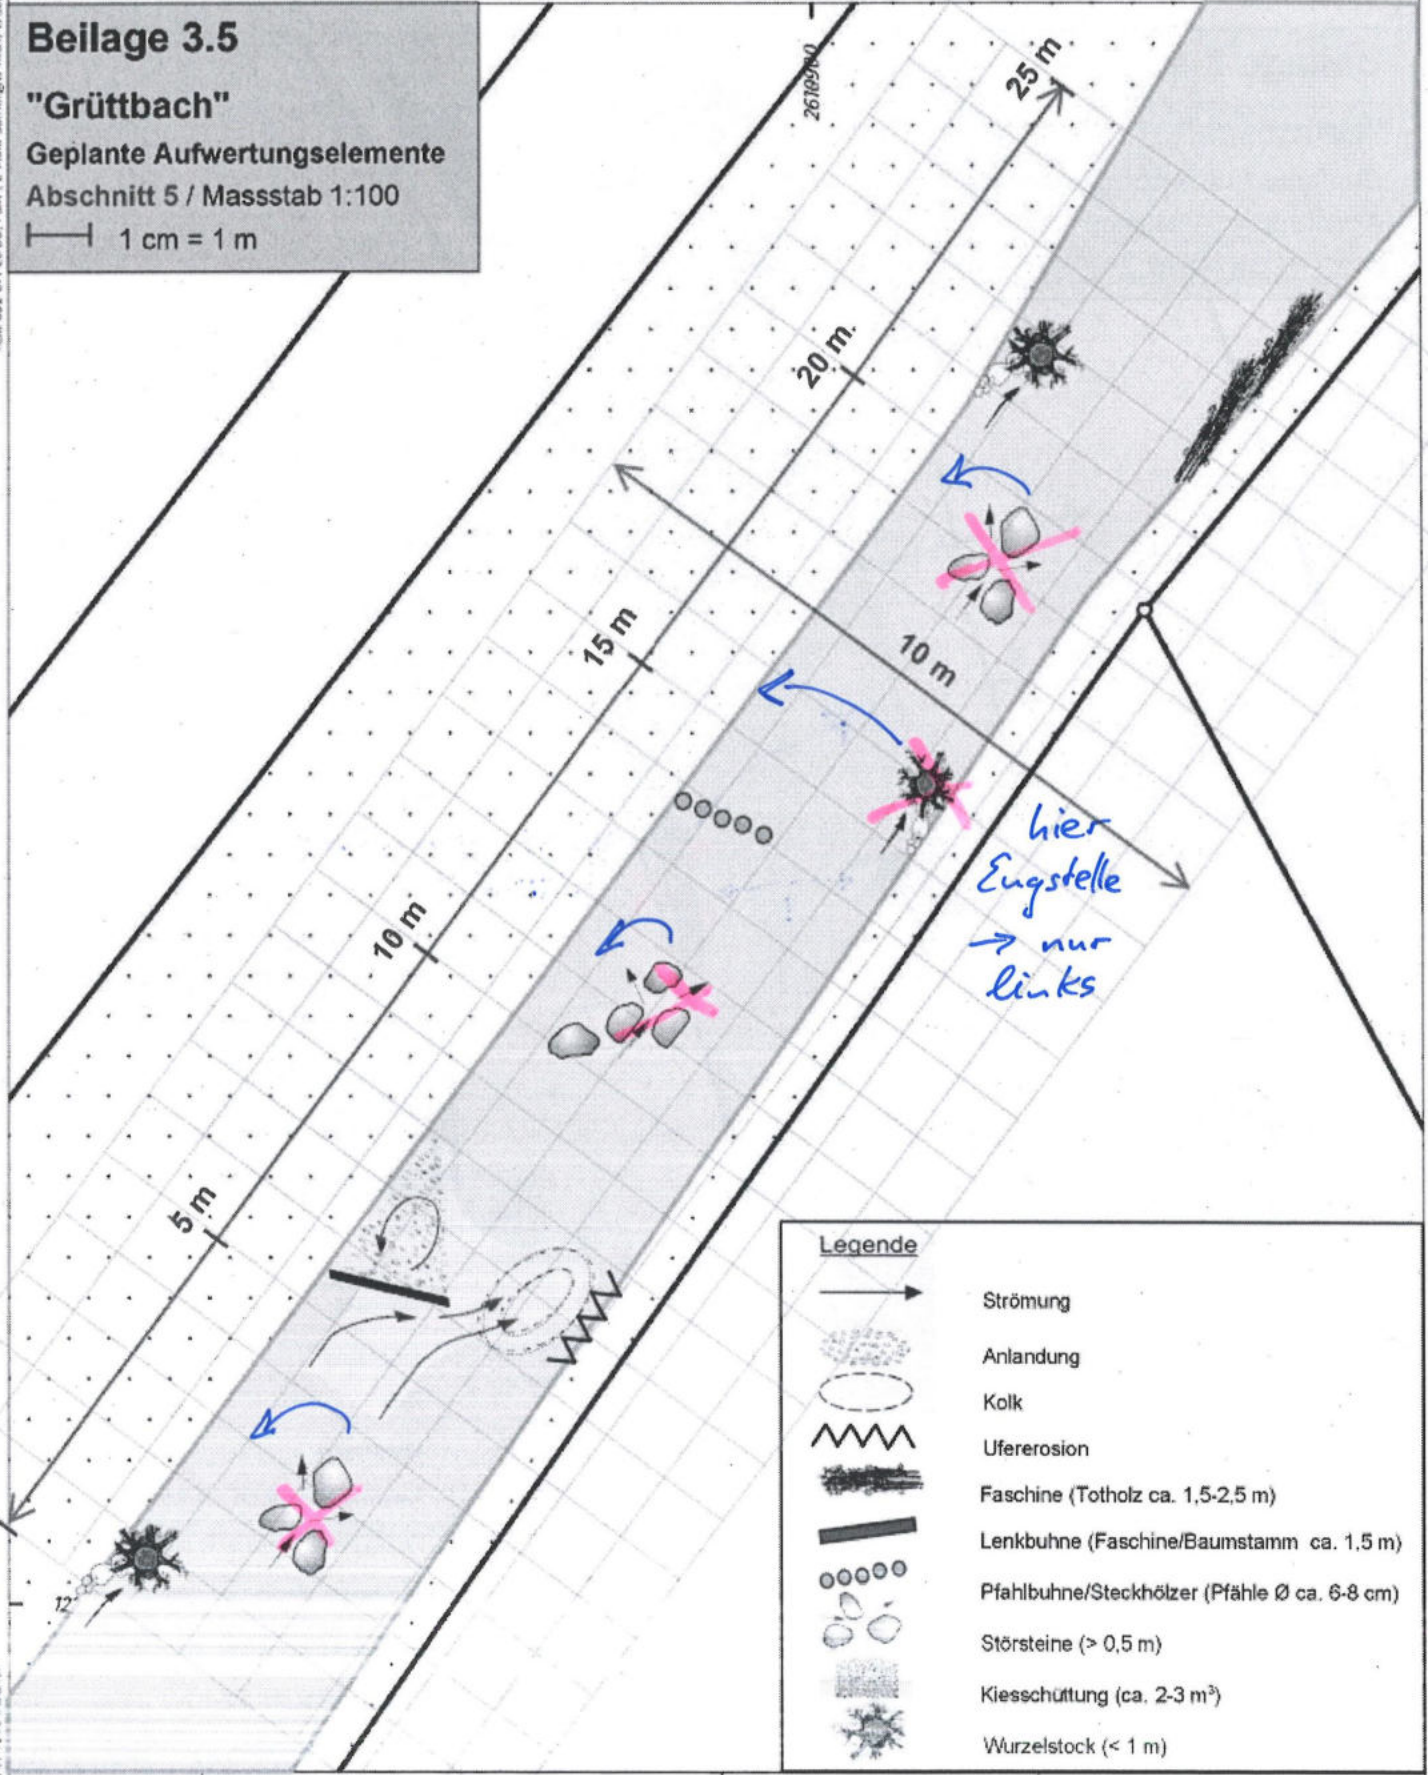 Beilage 3.5
"Grüttbach"
Geplante Aufwertungselemente
Abschnitt 5 / Massstab 1:100
1 cm = 1 m
25 m
20 m
15 m
10 m
10 m
5 m
hier
Engstelle
→ nur
links
12
Legende
Strömung
Anlandung
Kolk
Ufererosion
Faschine (Totholz ca. 1,5-2,5 m)
Lenkbuhne (Faschine/Baumstamm ca. 1,5 m)
Pfahlbuhne/Steckhölzer (Pfähle Ø ca. 6-8 cm)
Störsteine (> 0,5 m)
Kiesschüttung (ca. 2-3 m³)
Wurzelstock (< 1 m)